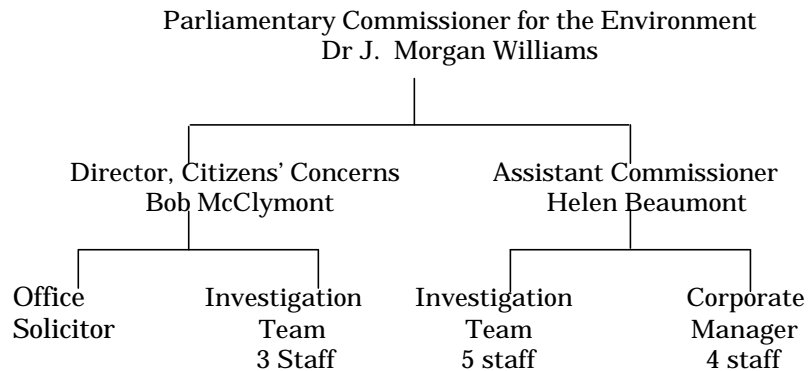 Parliamentary Commissioner for the Environment
Dr J. Morgan Williams
Director, Citizens' Concerns
Bob McClymont
Assistant Commissioner
Helen Beaumont
Office
Solicitor
Investigation
Team
3 Staff
Investigation
Team
5 staff
Corporate
Manager
4 staff